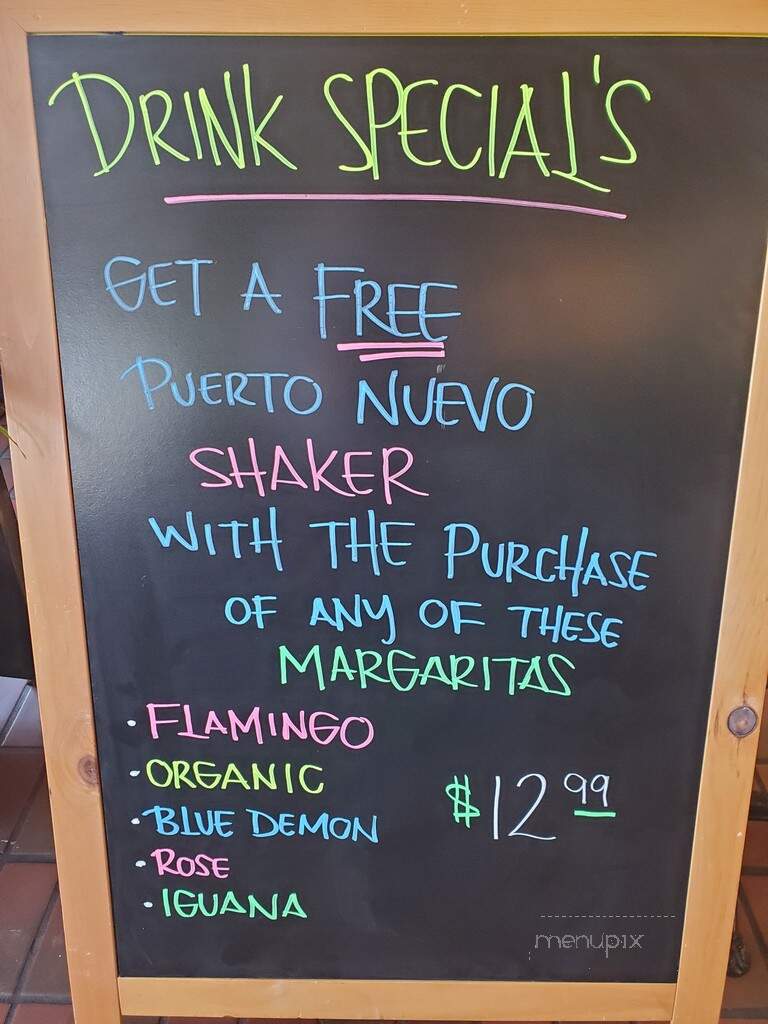 DRINK SPECIAL'S
GET A FREE
PUERTO NUEVO
SHAKER
WITH THE PURCHASE
OF ANY OF THESE
MARGARITAS
· FLAMINGO
· ORGANIC
· BLUE DEMON
· ROSE
· IGUANA
$12 99
menupix